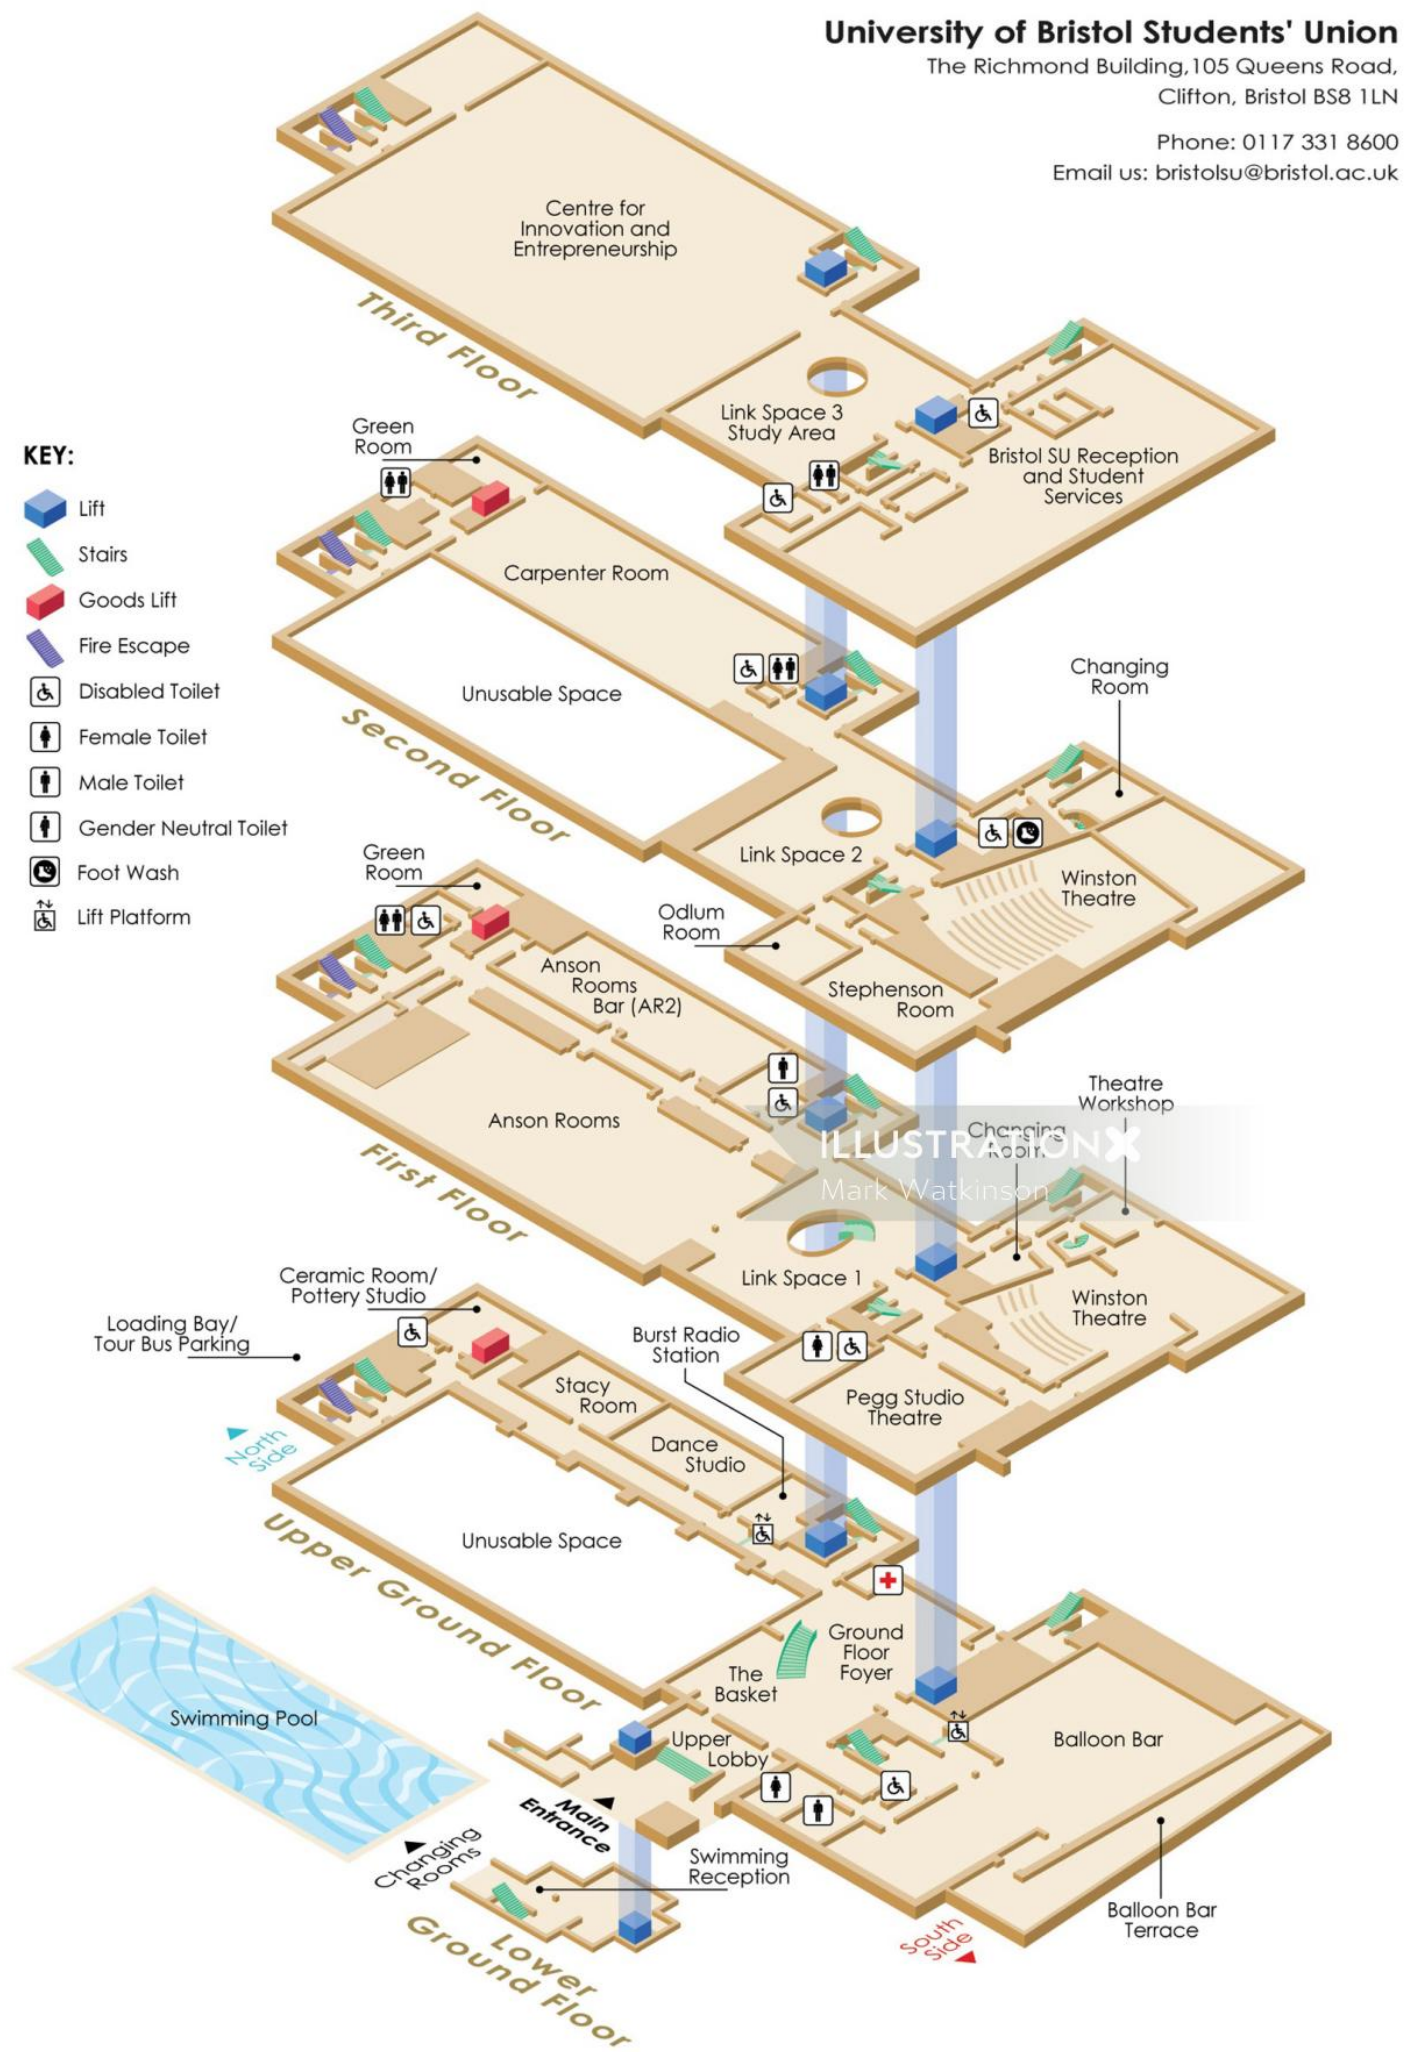 University of Bristol Students' Union
The Richmond Building,105 Queens Road,
Clifton, Bristol BS8 1LN
Phone: 0117 331 8600
Email us: bristolsu@bristol.ac.uk
Centre for
Innovation and
Entrepreneurship
Third Floor
Link Space 3
Study Area
Bristol SU Reception
and Student
Services
KEY:
Lift
Stairs
Goods Lift
Fire Escape
Disabled Toilet
Female Toilet
Male Toilet
Gender Neutral Toilet
Foot Wash
Lift Platform
Green
Room
Carpenter Room
Unusable Space
Second Floor
Changing
Room
Link Space 2
Winston
Theatre
Odlum
Room
Stephenson
Room
Green
Room
Anson
Rooms
Bar (AR2)
Anson Rooms
First Floor
Theatre
Workshop
Changing
Room
ILLUSTRATIONX
Mark Watkinson
Link Space 1
Winston
Theatre
Pegg Studio
Theatre
Ceramic Room/
Pottery Studio
Loading Bay/
Tour Bus Parking
Burst Radio
Station
Stacy
Room
Dance
Studio
North
Side
Unusable Space
Upper Ground Floor
Ground
Floor
Foyer
The
Basket
Upper
Lobby
Balloon Bar
Swimming Pool
Main
Entrance
Changing
Rooms
Swimming
Reception
Balloon Bar
Terrace
South
Side
Lower
Ground Floor